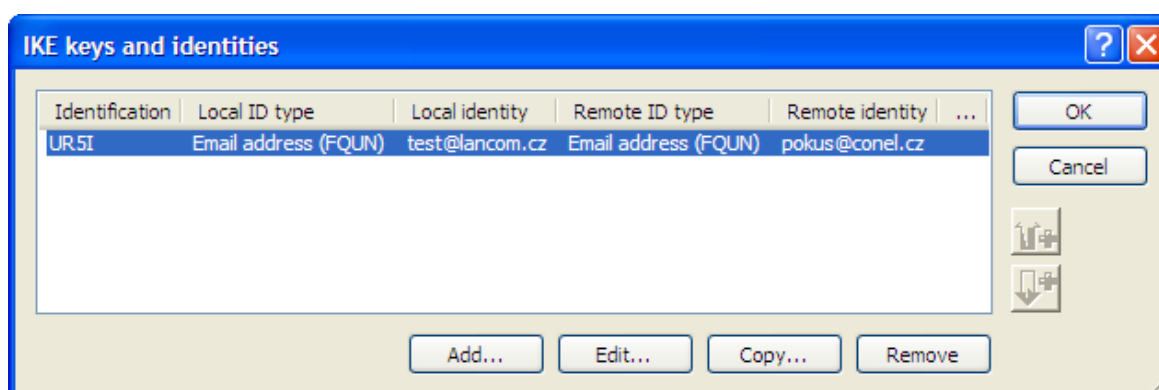 IKE keys and identities
Identification Local ID type Local identity Remote ID type Remote identity ...
UR5I Email address (FQUN) test@lancom.cz Email address (FQUN) pokus@conel.cz
OK
Cancel
Add... Edit... Copy... Remove